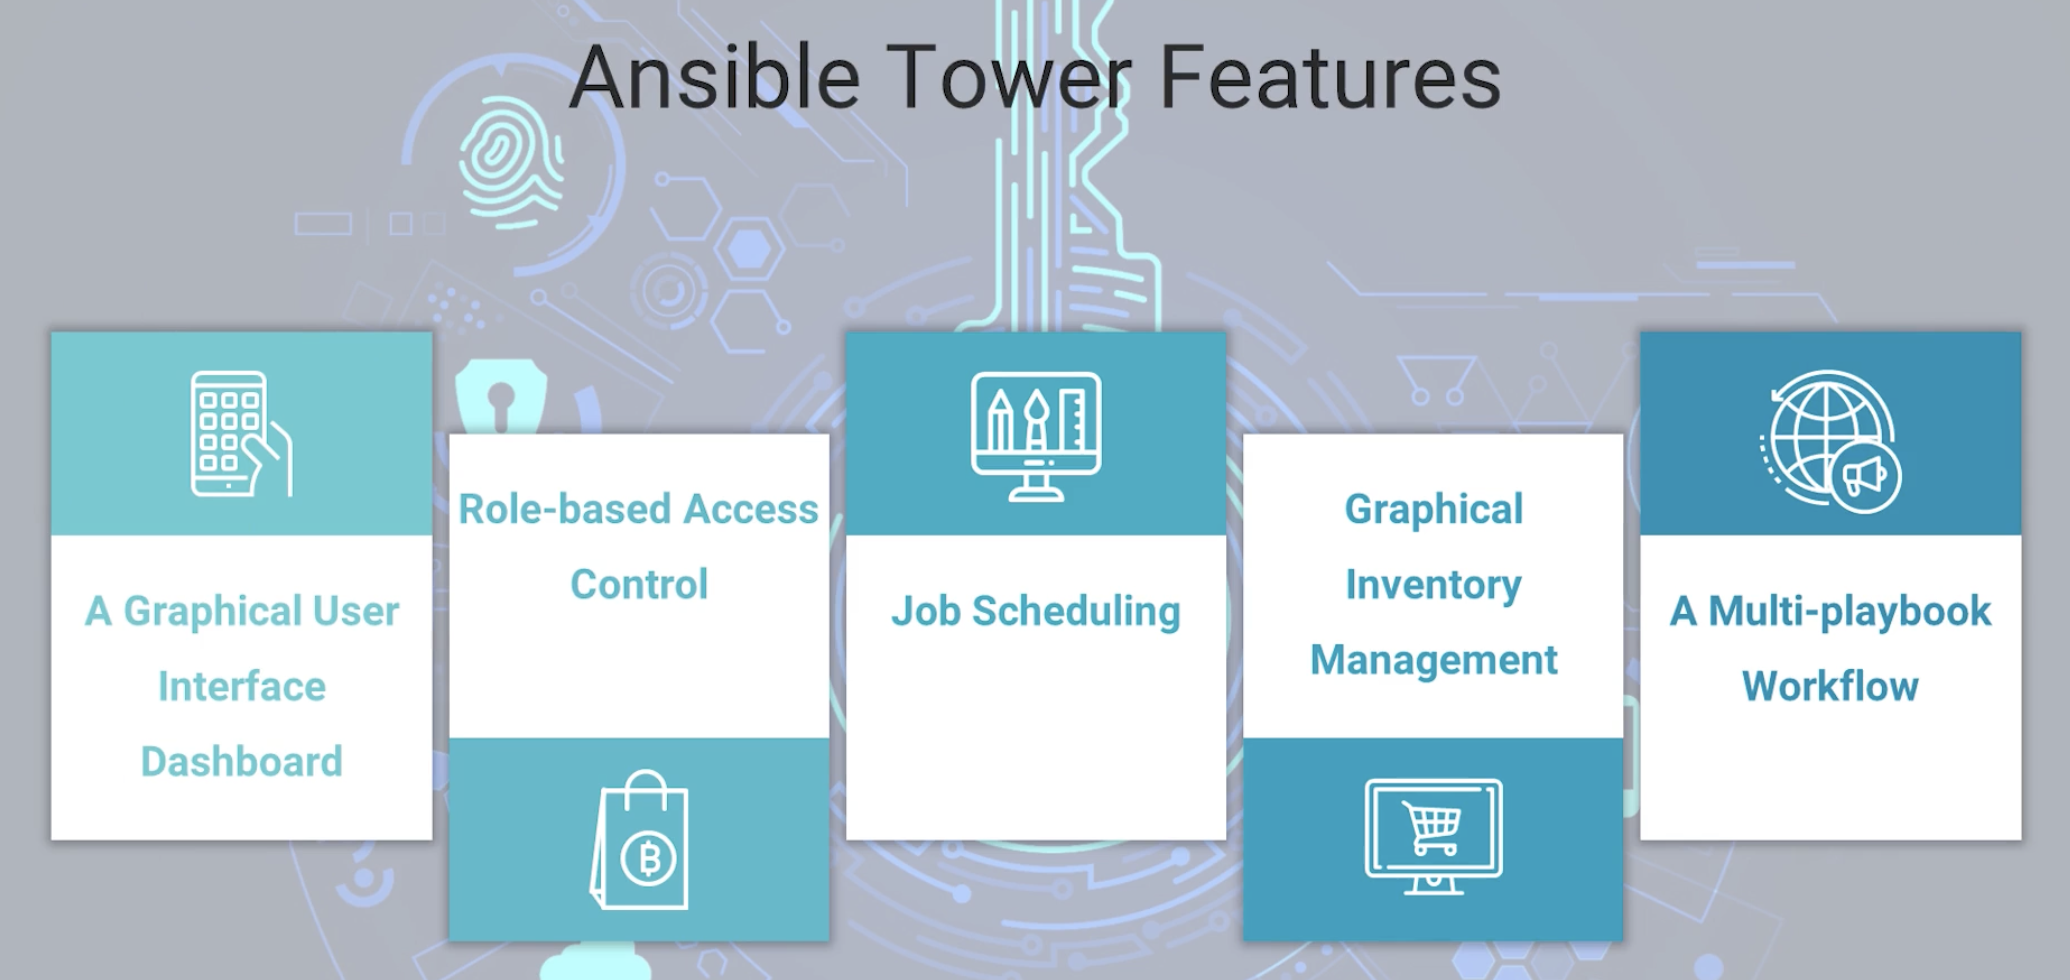 Ansible Tower Features
A Graphical User
Interface
Dashboard
Role-based Access
Control
Job Scheduling
Graphical
Inventory
Management
A Multi-playbook
Workflow